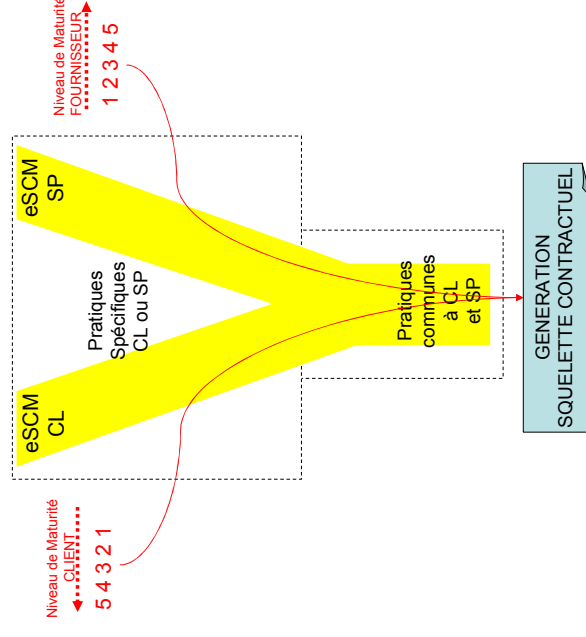 Niveau de Maturité
CLIENT
5 4 3 2 1
Niveau de Maturité
FOURNISSEUR
1 2 3 4 5
eSCM
CL
eSCM
SP
Pratiques
Spécifiques
CL ou SP
Pratiques
communes
à CL
et SP
GENERATION
SQUELETTE CONTRACTUEL